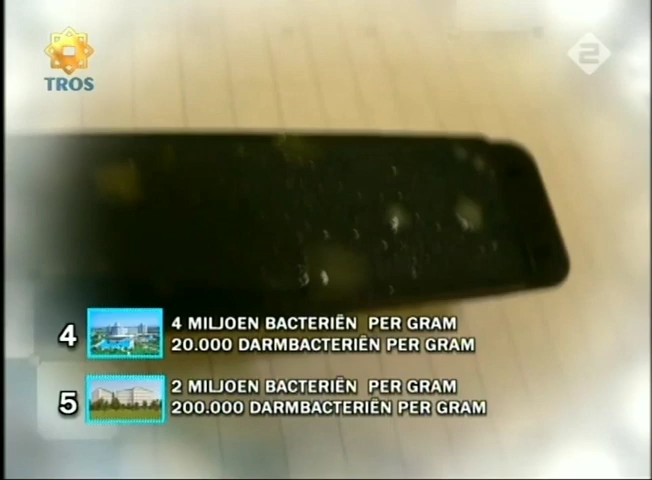 TROS
2
4
4 MILJOEN BACTERIËN PER GRAM
20.000 DARMBACTERIËN PER GRAM
5
2 MILJOEN BACTERIËN PER GRAM
200.000 DARMBACTERIËN PER GRAM